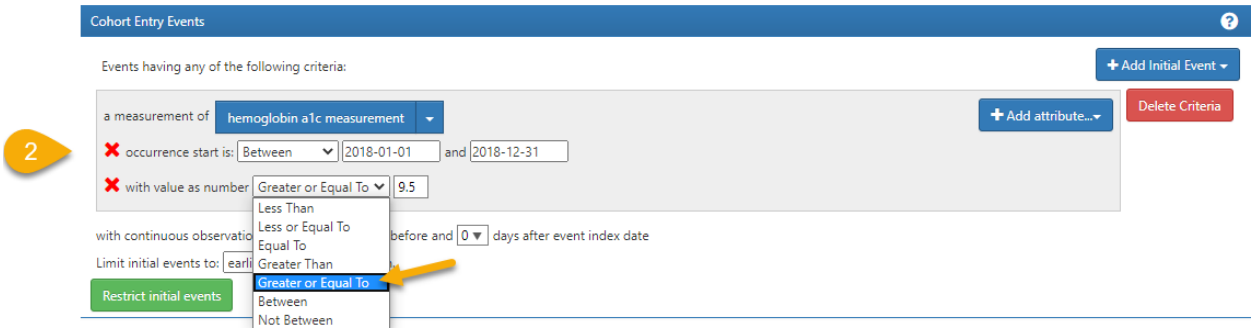 Cohort Entry Events ?
Events having any of the following criteria:
+ Add Initial Event
a measurement of hemoglobin a1c measurement
+ Add attribute...
Delete Criteria
2
occurrence start is: Between 2018-01-01 and 2018-12-31
with value as number Greater or Equal To 9.5
Less Than
Less or Equal To
Equal To
Greater Than
Greater or Equal To
Between
Not Between
with continuous observatio before and 0 days after event index date
Limit initial events to: earli
Restrict initial events